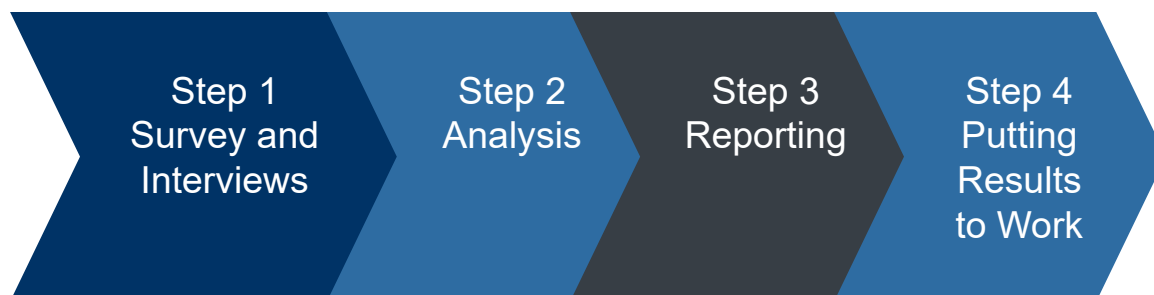 Step 1
Survey and
Interviews
Step 2
Analysis
Step 3
Reporting
Step 4
Putting
Results
to Work